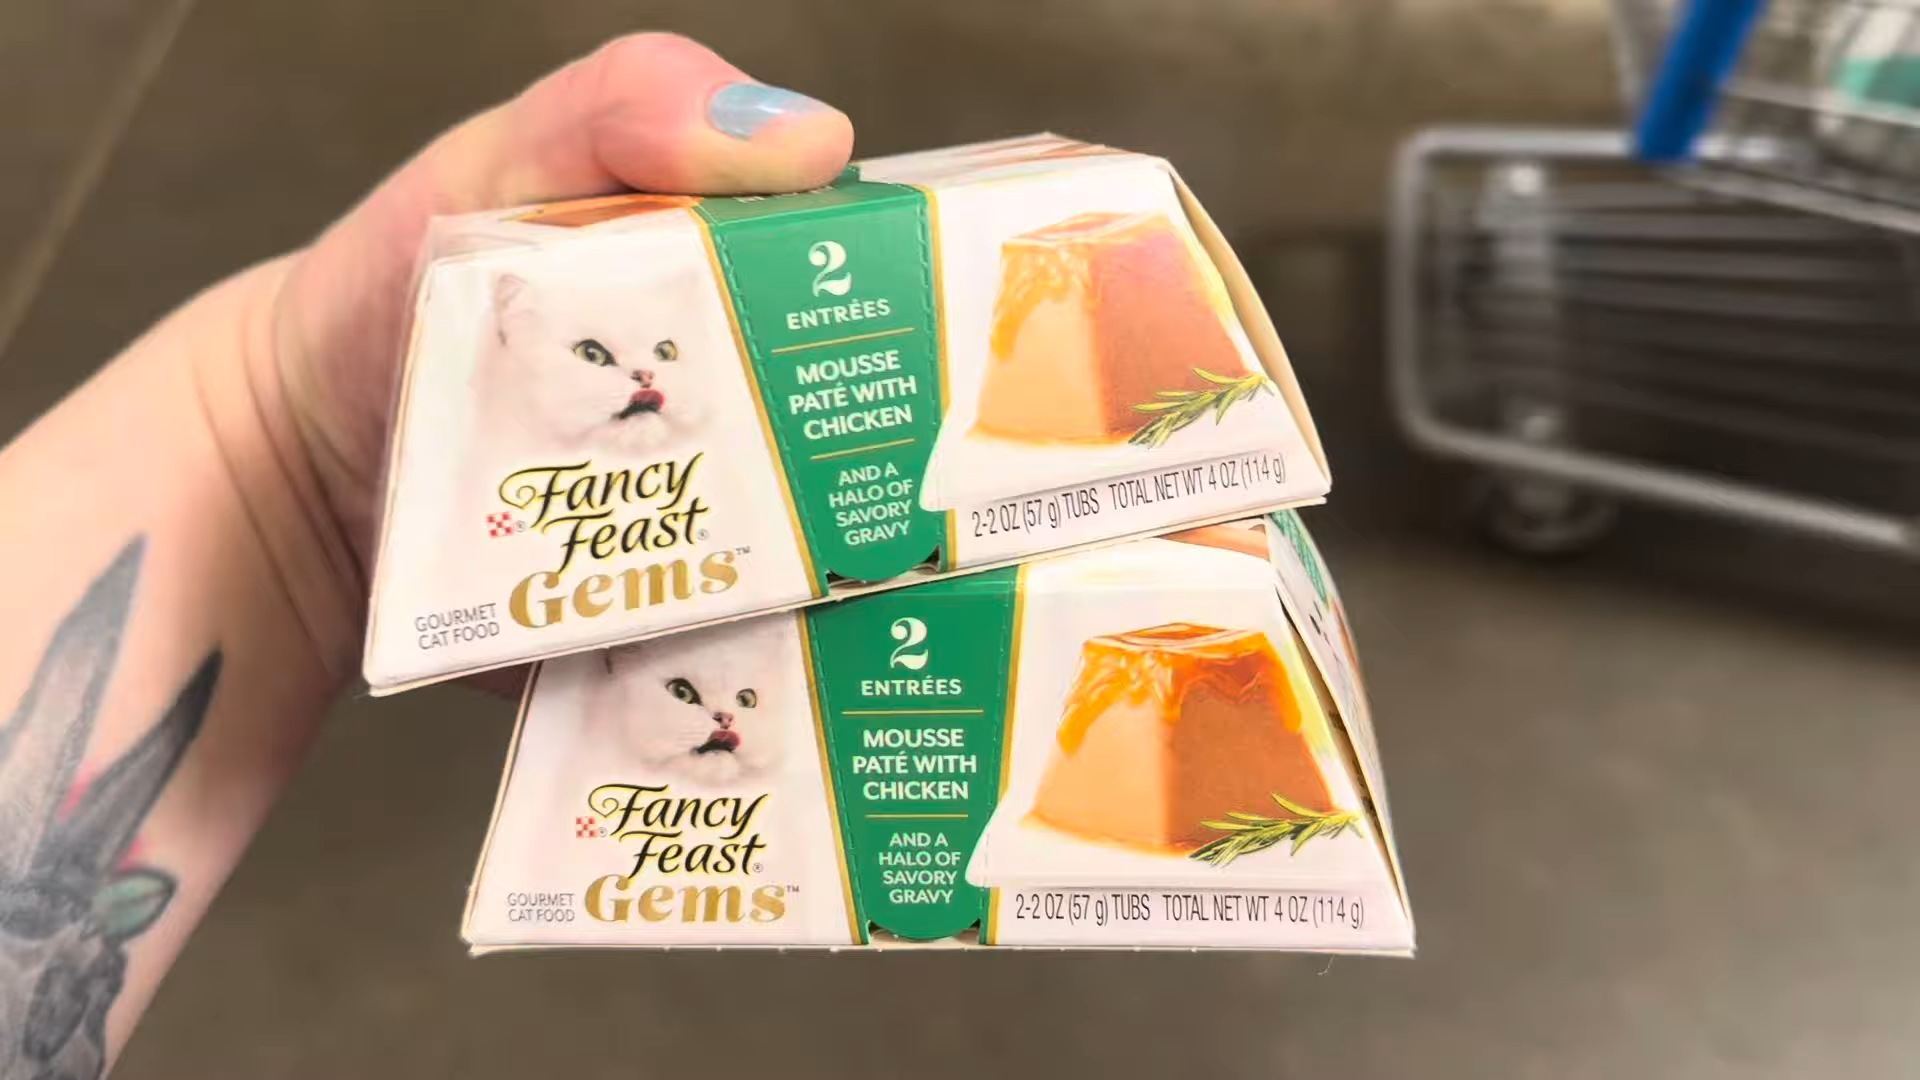 2
ENTRÉES
MOUSSE
PATÉ WITH
CHICKEN
AND A
HALO OF
SAVORY
GRAVY
Fancy
Feast®
Gems™
GOURMET
CAT FOOD
2-2 OZ (57 g) TUBS TOTAL NET WT 4 OZ (114 g)
2
ENTRÉES
MOUSSE
PATÉ WITH
CHICKEN
AND A
HALO OF
SAVORY
GRAVY
Fancy
Feast®
Gems™
GOURMET
CAT FOOD
2-2 OZ (57 g) TUBS TOTAL NET WT 4 OZ (114 g)